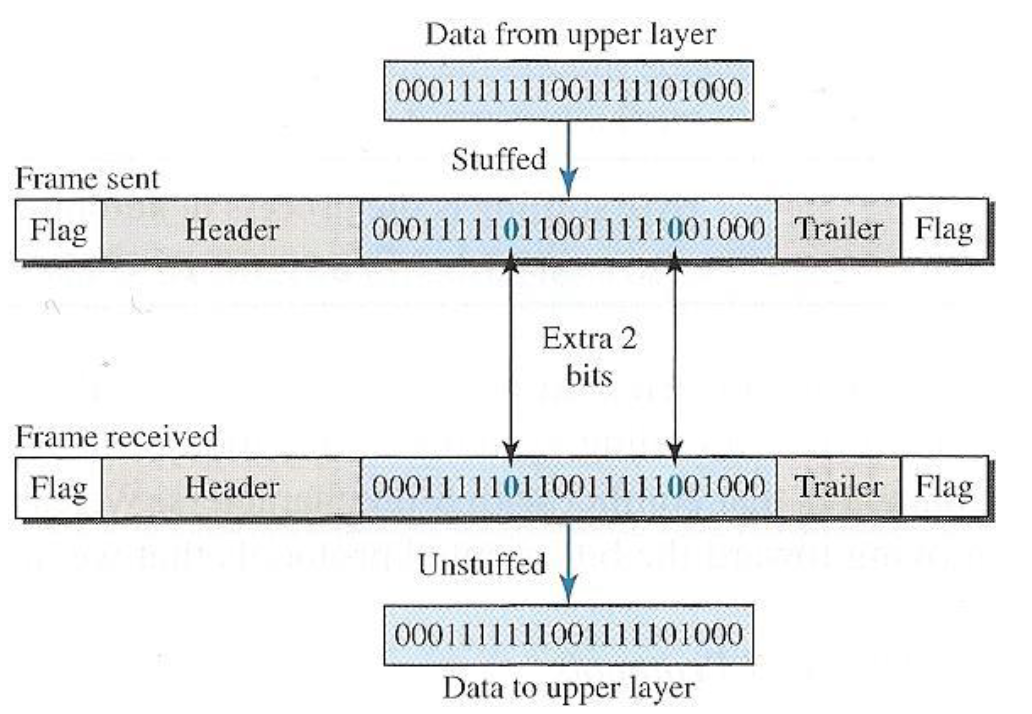 Data from upper layer
0001111111001111101000
Stuffed
Frame sent
Flag Header 000111110110011111001000 Trailer Flag
Extra 2
bits
Frame received
Flag Header 000111110110011111001000 Trailer Flag
Unstuffed
0001111111001111101000
Data to upper layer